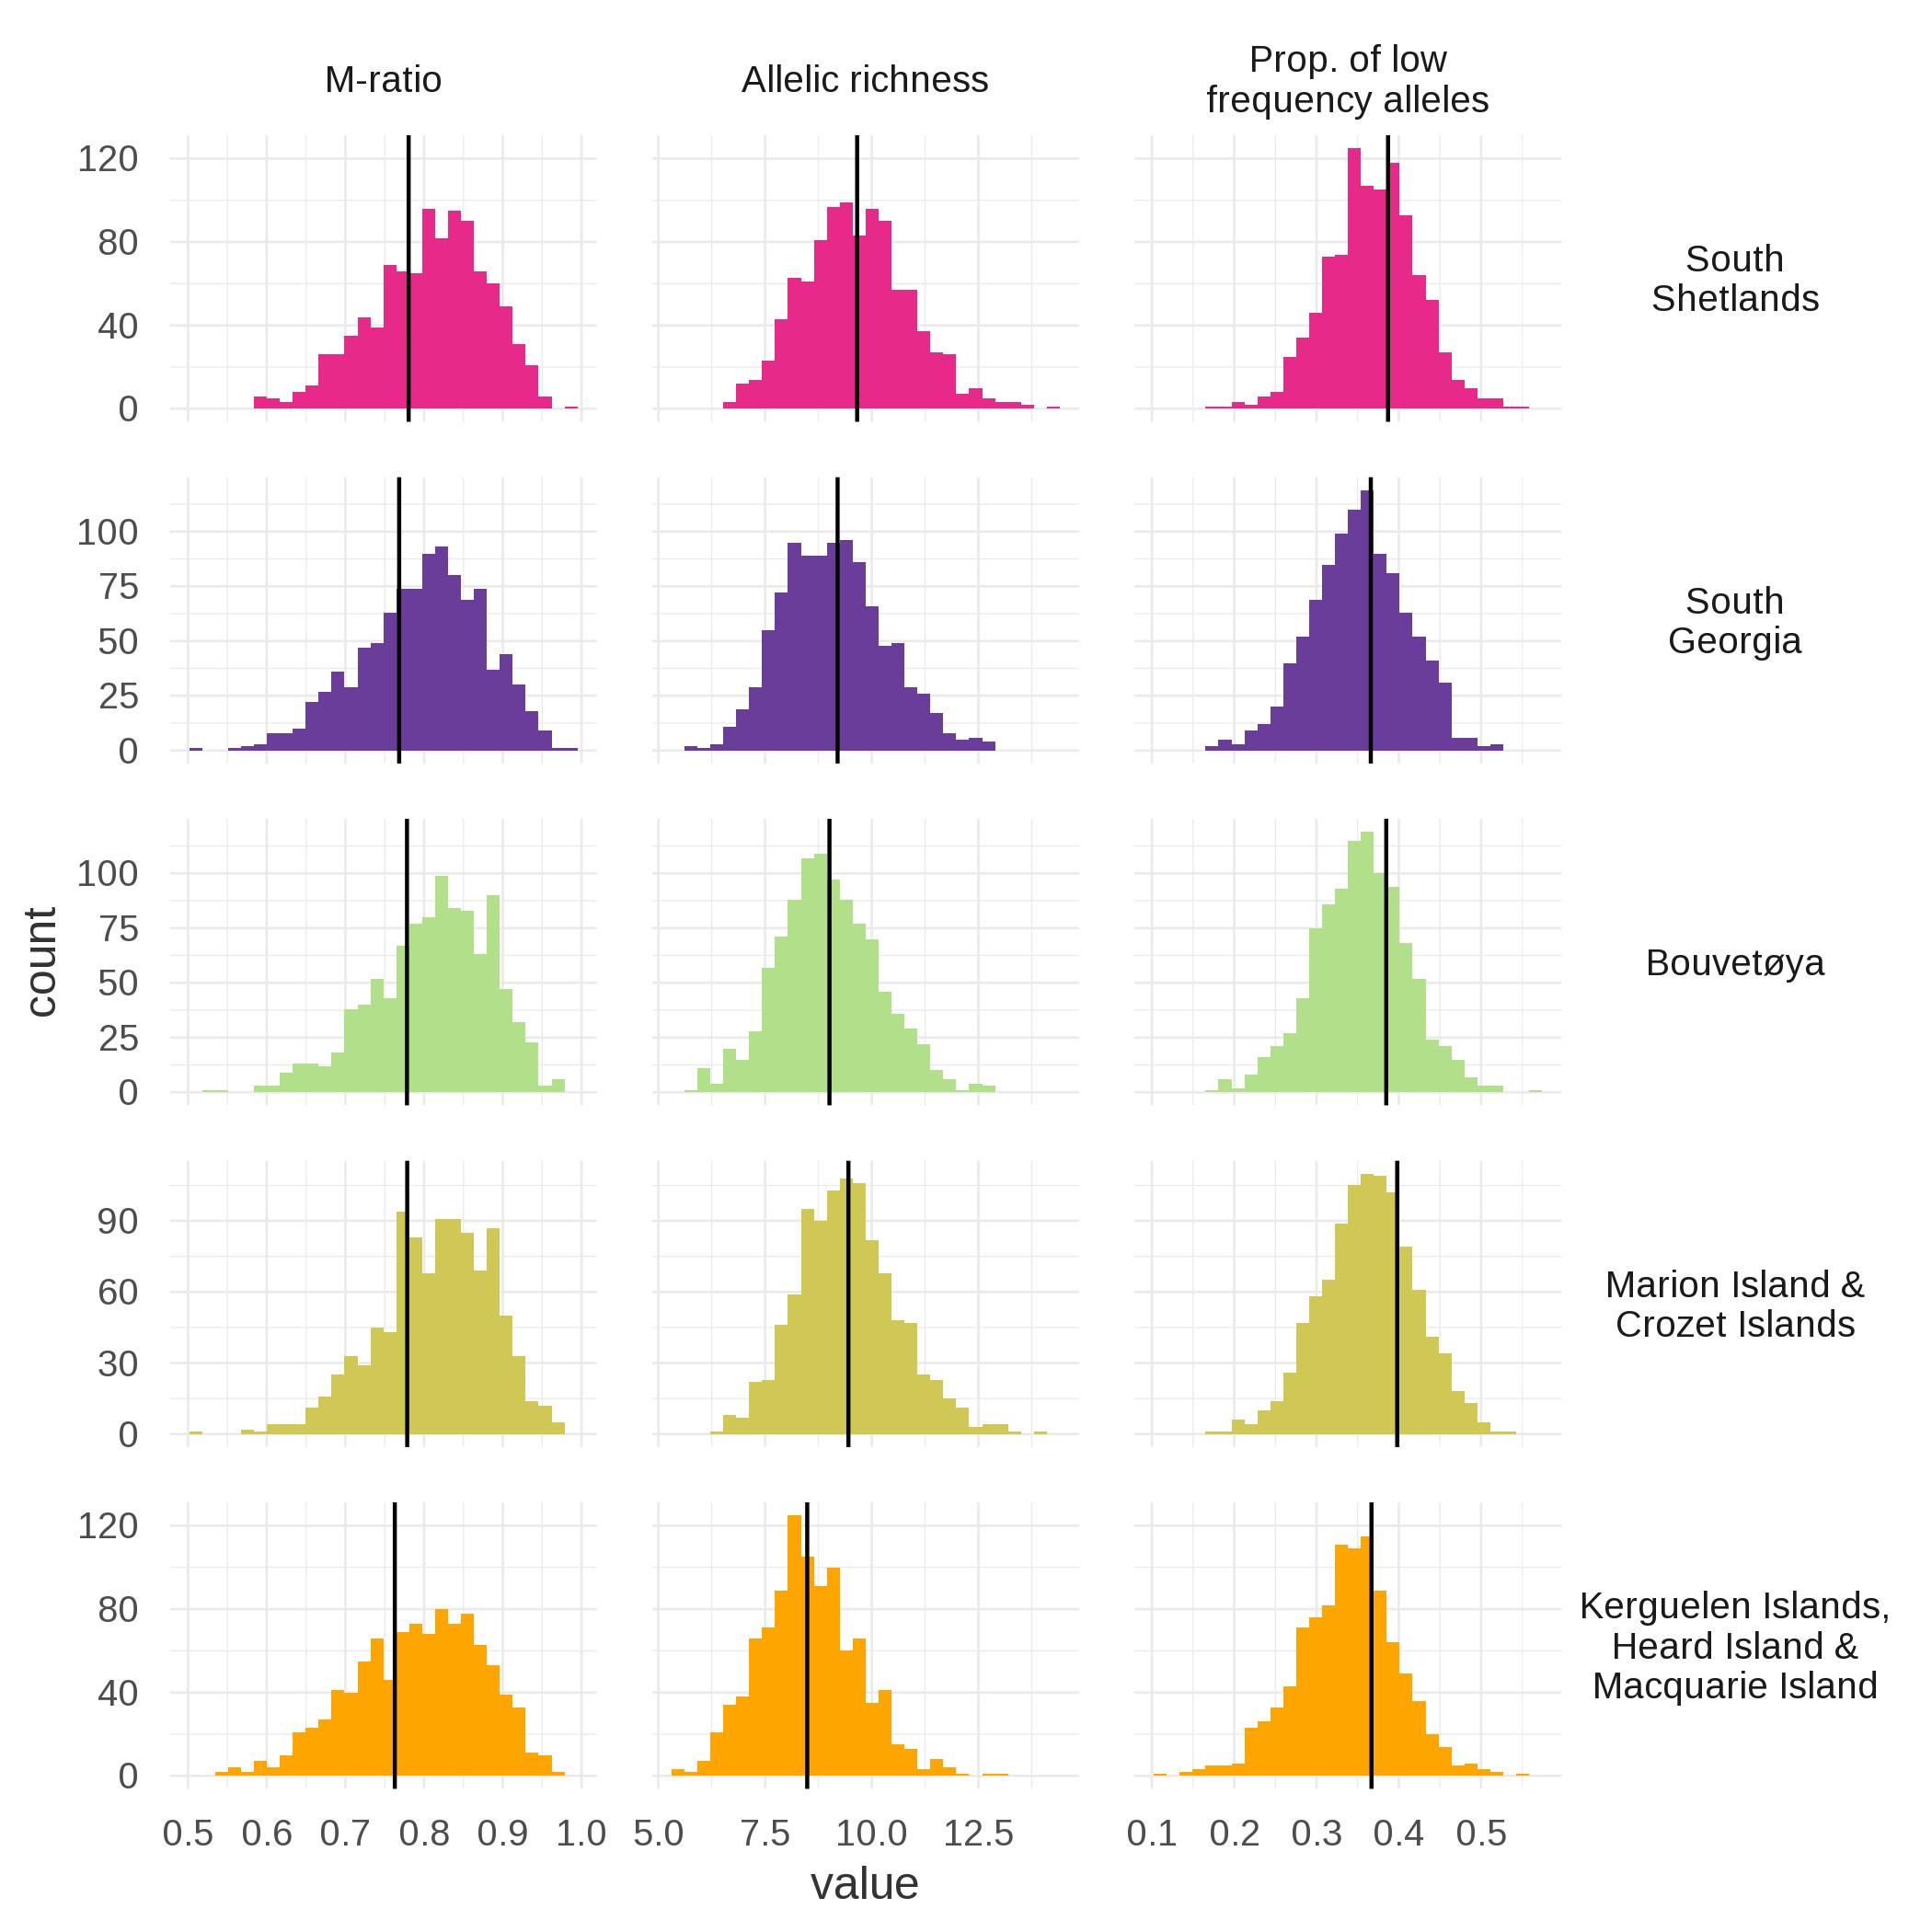 M-ratio
Allelic richness
Prop. of low
frequency alleles
120
80
40
0
South
Shetlands
100
75
50
25
0
South
Georgia
100
75
50
25
0
Bouvetøya
90
60
30
0
Marion Island &
Crozet Islands
120
80
40
0
Kerguelen Islands,
Heard Island &
Macquarie Island
count
0.5 0.6 0.7 0.8 0.9 1.0 5.0 7.5 10.0 12.5 0.1 0.2 0.3 0.4 0.5
value